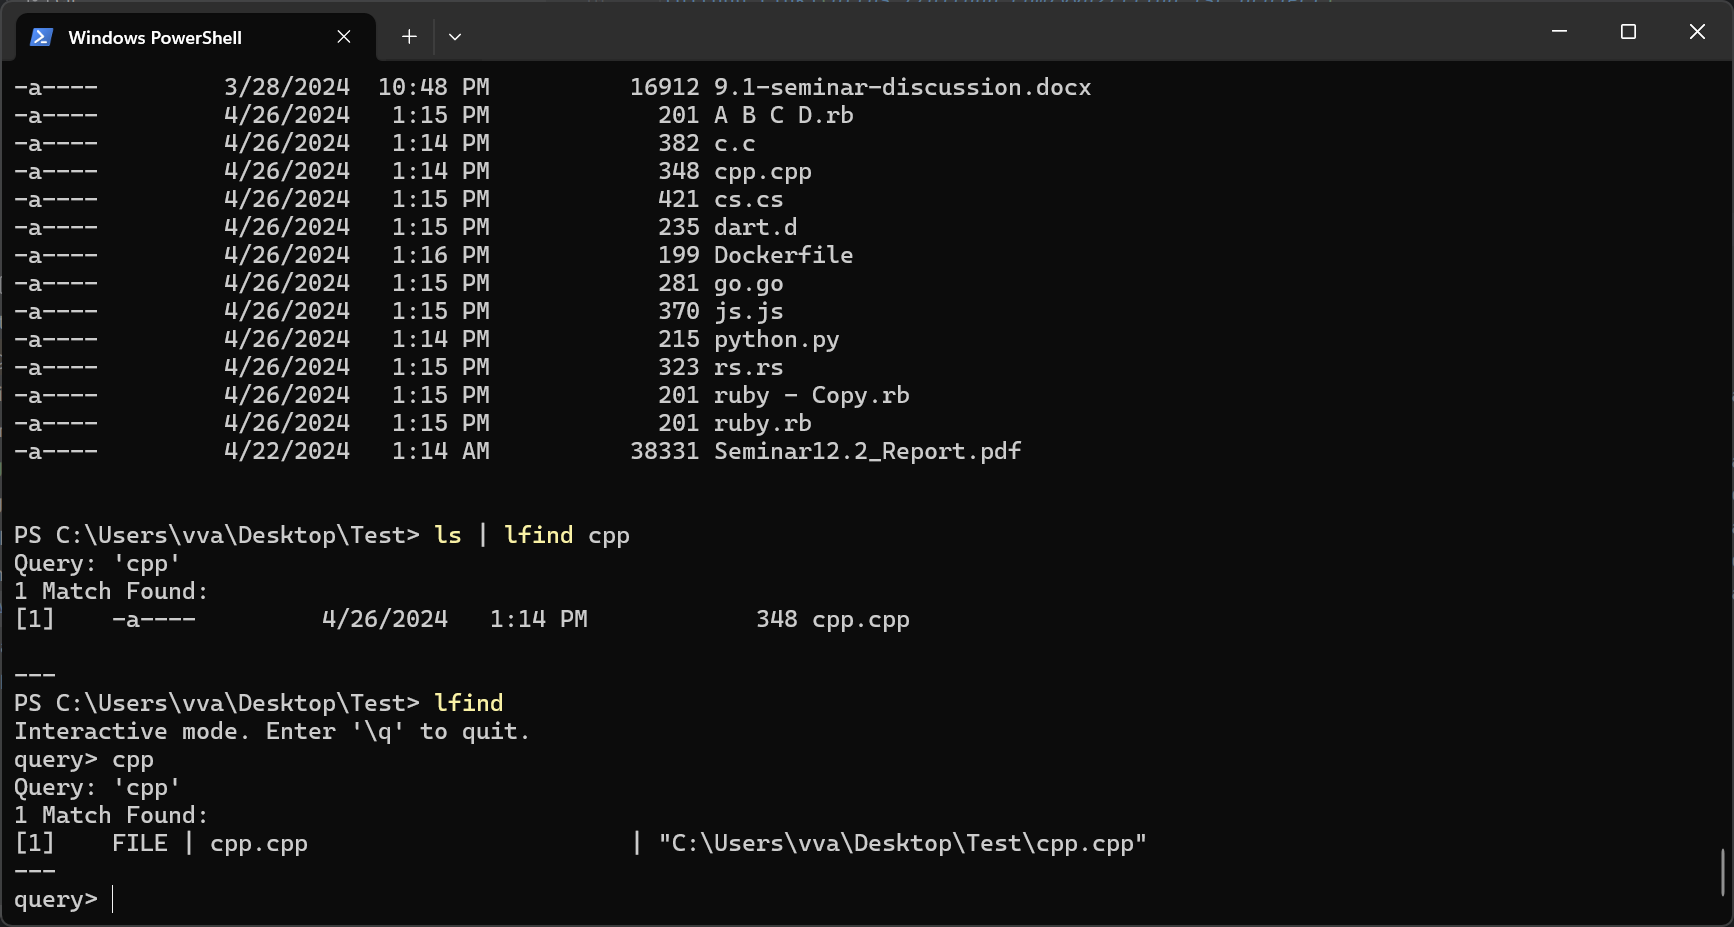 Windows PowerShell
-a---- 3/28/2024 10:48 PM 16912 9.1-seminar-discussion.docx
-a---- 4/26/2024 1:15 PM 201 A B C D.rb
-a---- 4/26/2024 1:14 PM 382 c.c
-a---- 4/26/2024 1:14 PM 348 cpp.cpp
-a---- 4/26/2024 1:15 PM 421 cs.cs
-a---- 4/26/2024 1:15 PM 235 dart.d
-a---- 4/26/2024 1:16 PM 199 Dockerfile
-a---- 4/26/2024 1:15 PM 281 go.go
-a---- 4/26/2024 1:15 PM 370 js.js
-a---- 4/26/2024 1:14 PM 215 python.py
-a---- 4/26/2024 1:15 PM 323 rs.rs
-a---- 4/26/2024 1:15 PM 201 ruby - Copy.rb
-a---- 4/26/2024 1:15 PM 201 ruby.rb
-a---- 4/22/2024 1:14 AM 38331 Seminar12.2_Report.pdf
PS C:\Users\vva\Desktop\Test> ls | lfind cpp
Query: 'cpp'
1 Match Found:
[1] -a---- 4/26/2024 1:14 PM 348 cpp.cpp
---
PS C:\Users\vva\Desktop\Test> lfind
Interactive mode. Enter '\q' to quit.
query> cpp
Query: 'cpp'
1 Match Found:
[1] FILE | cpp.cpp | "C:\Users\vva\Desktop\Test\cpp.cpp"
---
query>